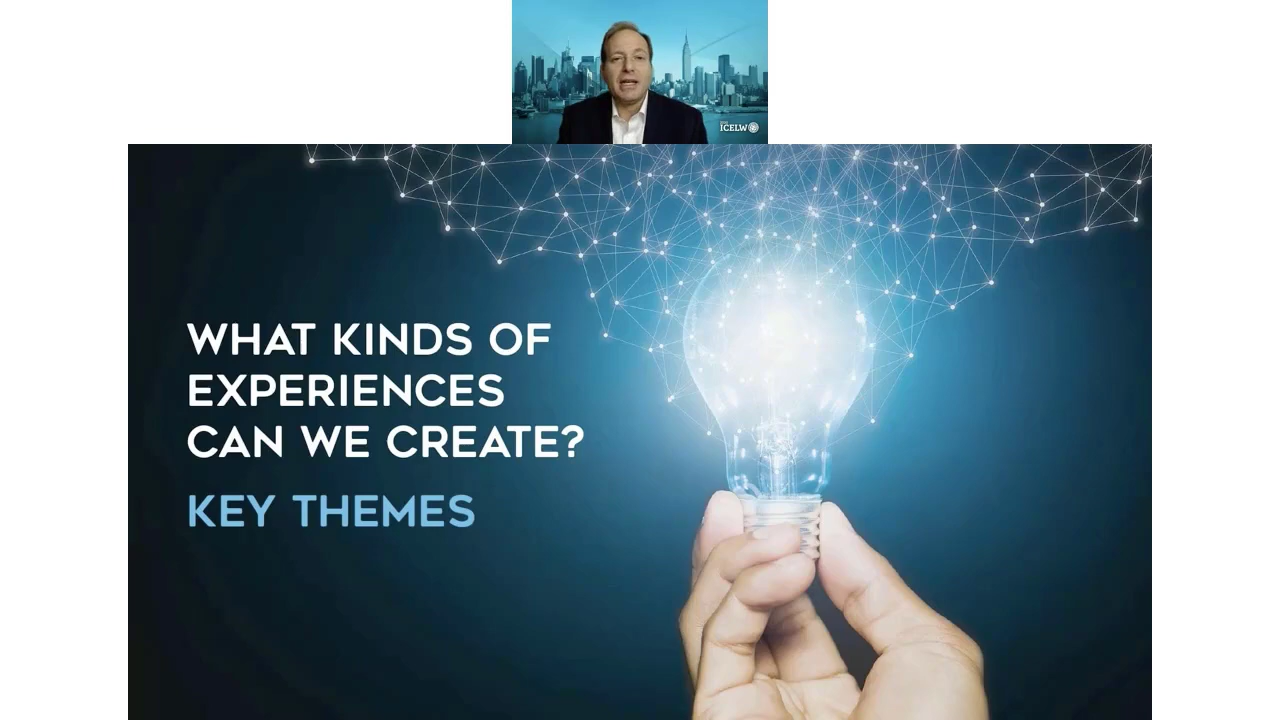 ICELW
WHAT KINDS OF
EXPERIENCES
CAN WE CREATE?
KEY THEMES